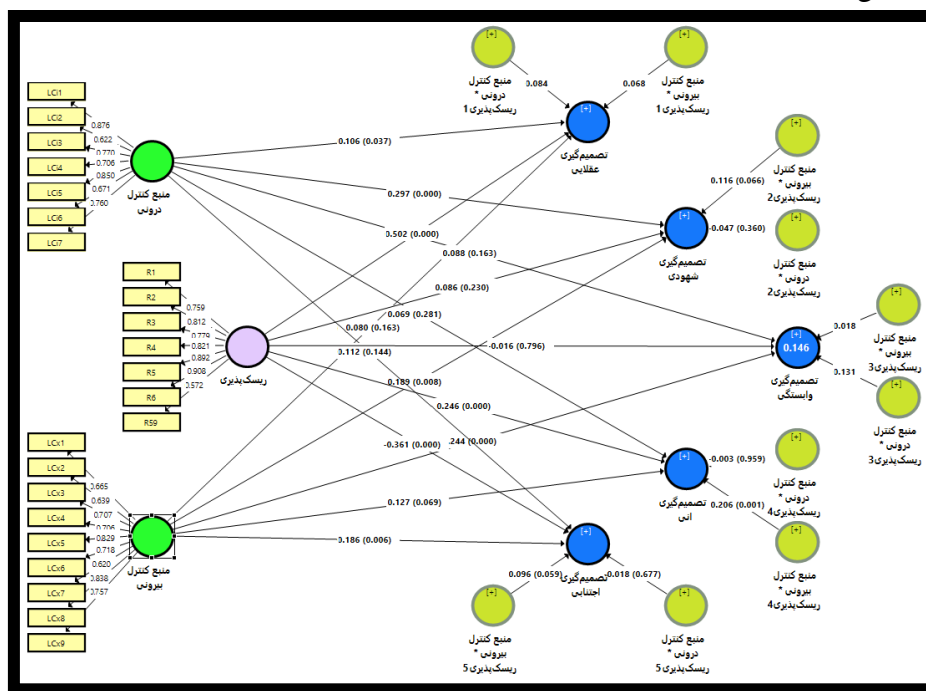 [+]
[+]
0.084
0.068
منبع کنترل
درونی *
ریسک‌پذیری1
منبع کنترل
بیرونی *
ریسک‌پذیری1
[+]
تصمیم‌گیری
عقلایی
LCi1
LCi2
LCi3
LCi4
LCi5
LCi6
LCi7
0.876
0.622
0.770
0.706
0.850
0.671
0.760
منبع کنترل
درونی
0.106 (0.037)
0.297 (0.000)
0.502 (0.000)
0.088 (0.163)
[+]
منبع کنترل
بیرونی *
ریسک‌پذیری2
0.116 (0.066)
[+]
-0.047 (0.360)
تصمیم‌گیری
شهودی
[+]
منبع کنترل
درونی *
ریسک‌پذیری2
R1
R2
R3
R4
R5
R6
R59
0.759
0.812
0.779
0.821
0.892
0.908
0.572
ریسک‌پذیری
0.086 (0.230)
0.069 (0.281)
0.080 (0.163)
0.112 (0.144)
-0.016 (0.796)
0.189 (0.008)
0.246 (0.000)
[+]
0.018
منبع کنترل
بیرونی *
ریسک‌پذیری3
0.146
تصمیم‌گیری
وابستگی
0.131
[+]
منبع کنترل
درونی *
ریسک‌پذیری3
LCx1
LCx2
LCx3
LCx4
LCx5
LCx6
LCx7
LCx8
LCx9
0.665
0.639
0.707
0.706
0.829
0.718
0.620
0.838
0.757
منبع کنترل
بیرونی
-0.361 (0.000)
.244 (0.000)
0.127 (0.069)
0.186 (0.006)
[+]
-0.003 (0.959)
تصمیم‌گیری
آنی
[+]
منبع کنترل
درونی *
ریسک‌پذیری4
0.206 (0.001)
[+]
منبع کنترل
بیرونی *
ریسک‌پذیری4
[+]
تصمیم‌گیری
اجتنابی
0.096 (0.059)
-0.018 (0.677)
[+]
منبع کنترل
بیرونی *
ریسک‌پذیری5
[+]
منبع کنترل
درونی *
ریسک‌پذیری5